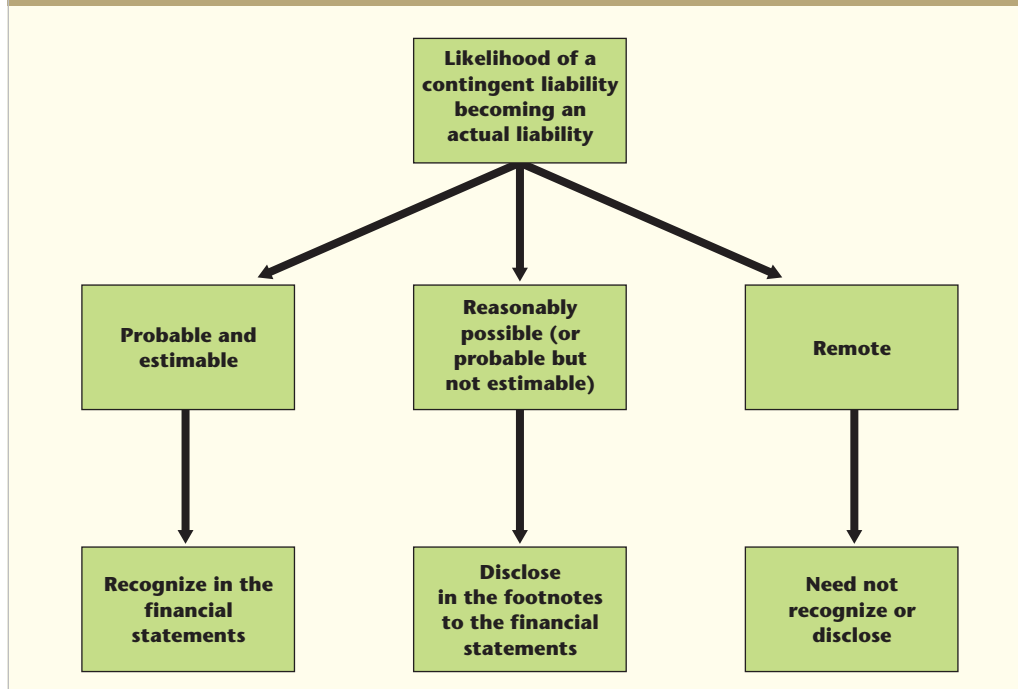 Likelihood of a
contingent liability
becoming an
actual liability
Probable and
estimable
Reasonably
possible (or
probable but
not estimable)
Remote
Recognize in the
financial
statements
Disclose
in the footnotes
to the financial
statements
Need not
recognize or
disclose